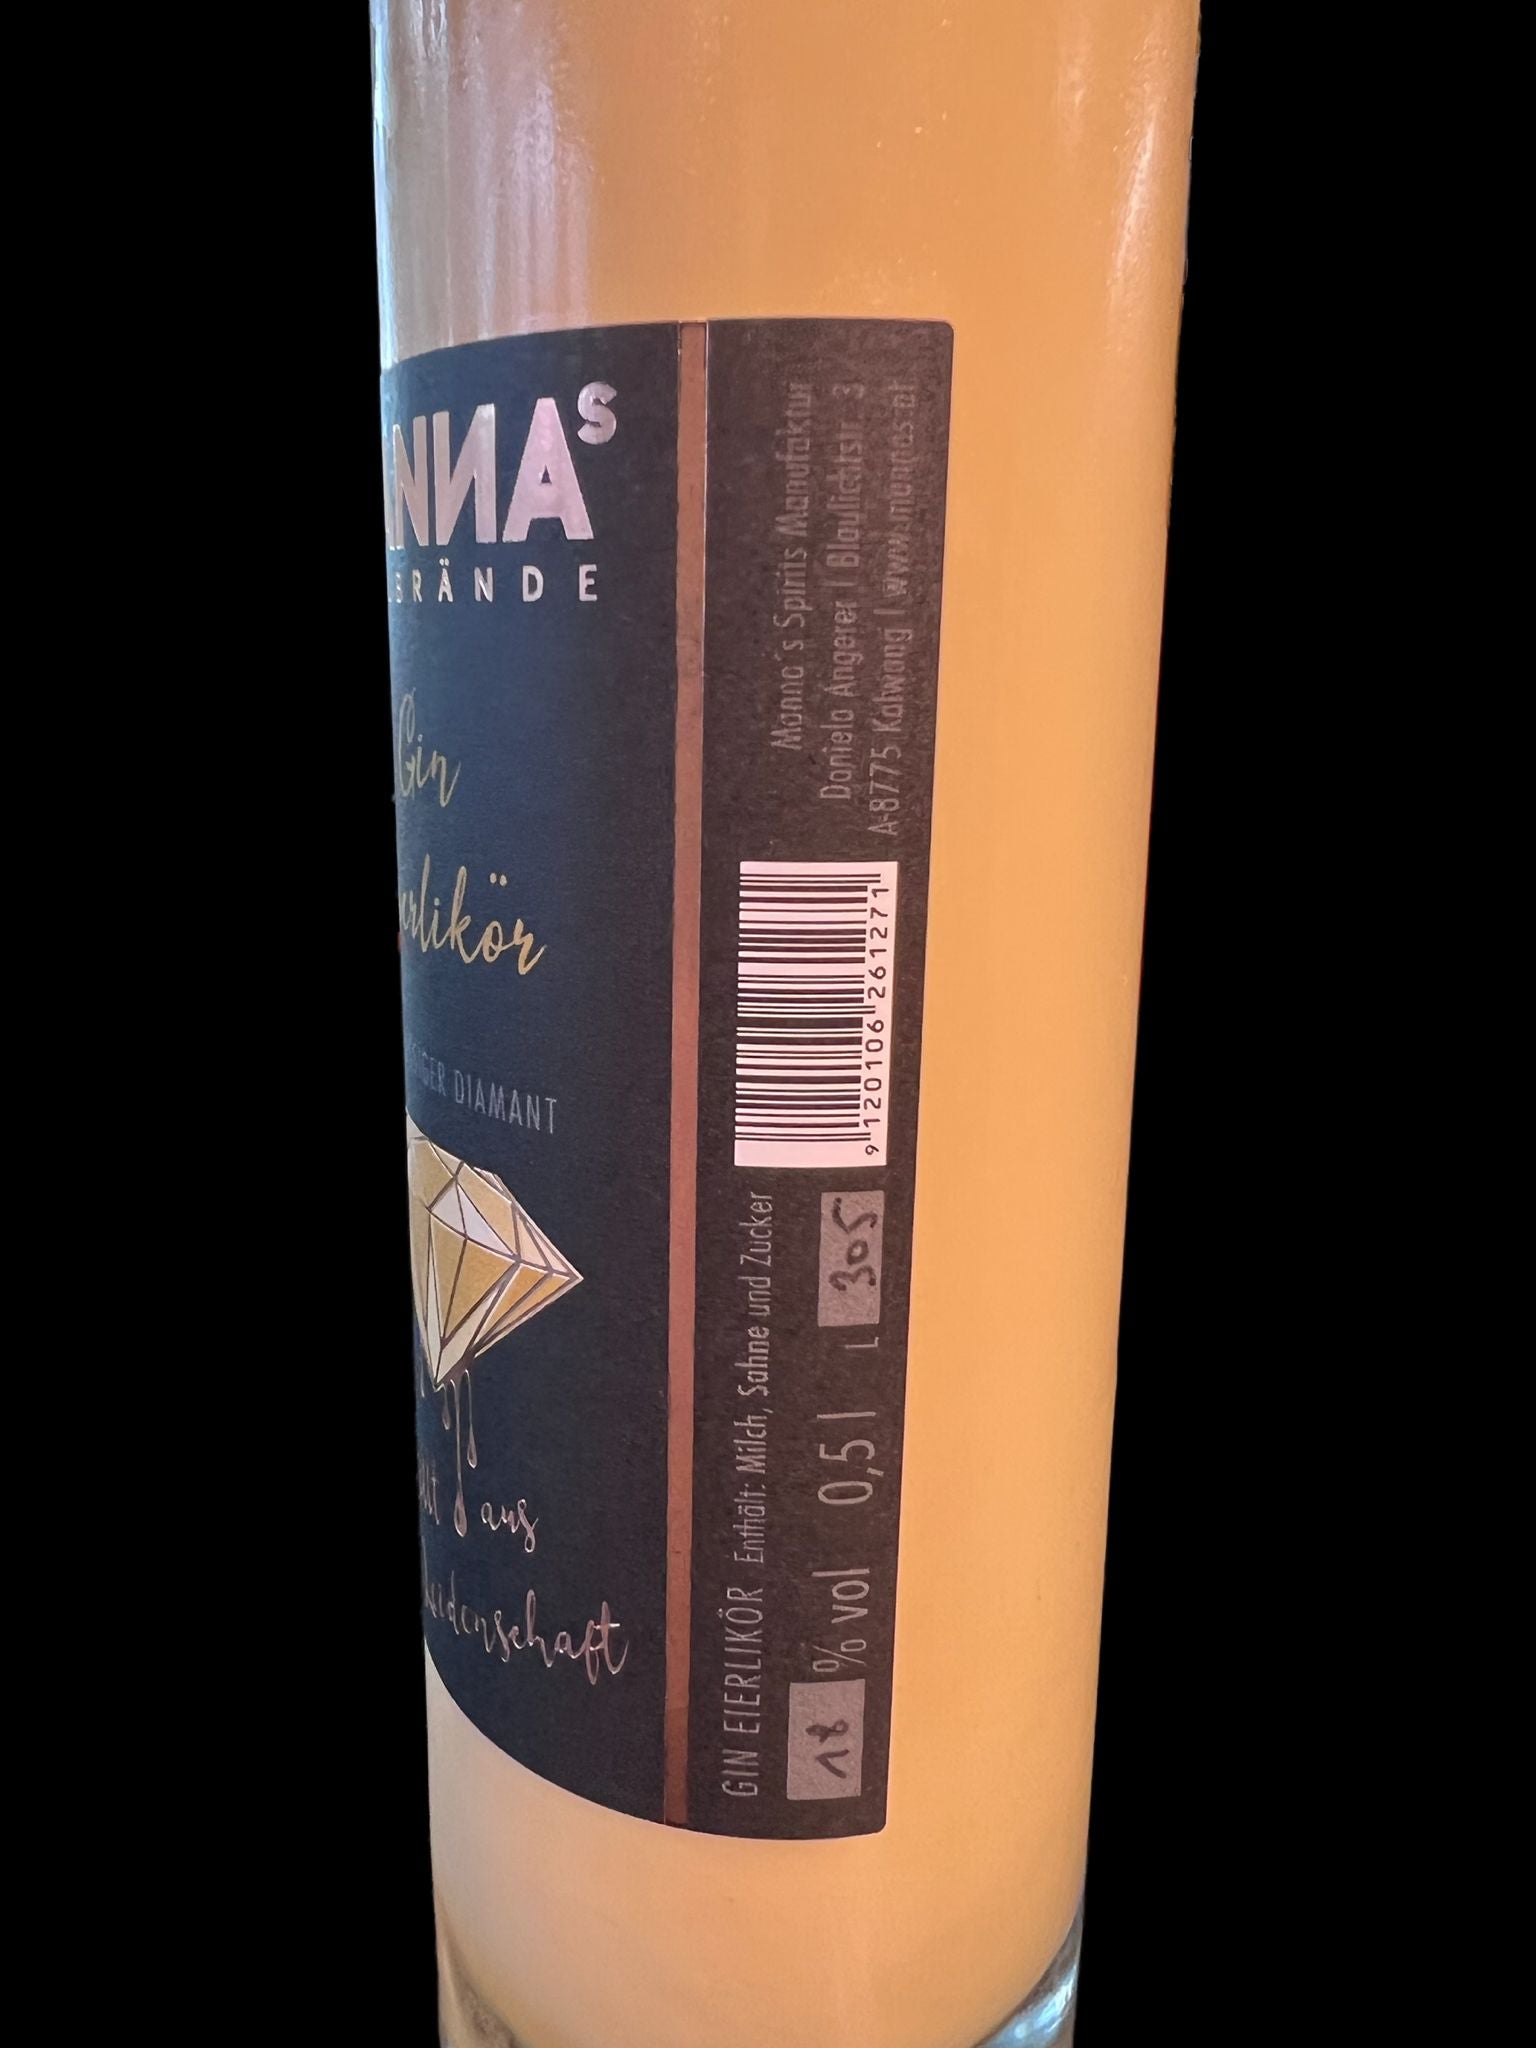 NNAS
BRÄNDE
Gin
erlikör
GER DIAMANT
aus
Leidenschaft
Manna's Spirits Manufaktur
Daniela Angerer | Blaulichtstr. 3
A-8775 Kalwang | www.mannas.at
9 120106 261271
GIN EIERLIKÖR Enthält: Milch, Sahne und Zucker
18 % vol 0,5 l L 305